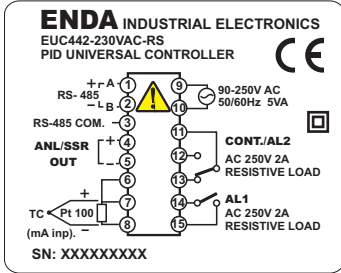 ENDA INDUSTRIAL ELECTRONICS
EUC442-230VAC-RS
PID UNIVERSAL CONTROLLER
CE
+ A 1
RS- 485
- B 2
RS-485 COM. 3
ANL/SSR + 4
OUT - 5
6
+ 7
TC Pt 100
- 8
(mA inp).
9 90-250V AC
10 50/60Hz 5VA
11 CONT./AL2
12 AC 250V 2A
13 RESISTIVE LOAD
14 AL1
AC 250V 2A
15 RESISTIVE LOAD
SN: XXXXXXXXX